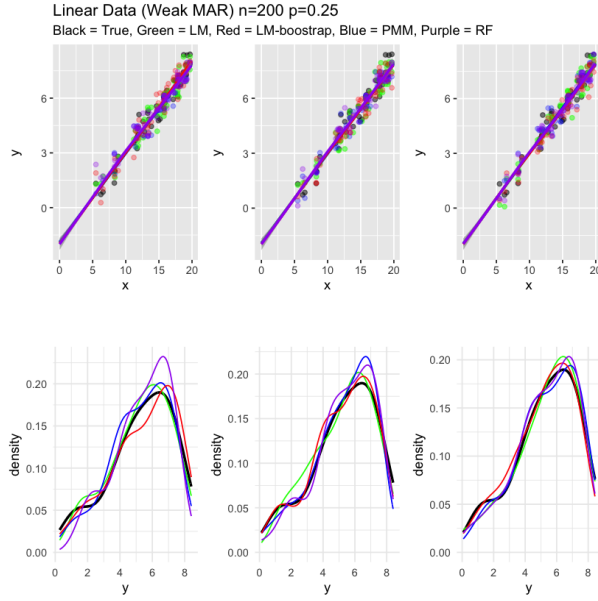 Linear Data (Weak MAR) n=200 p=0.25
Black = True, Green = LM, Red = LM-boostrap, Blue = PMM, Purple = RF
y
6
3
0
0 5 10 15 20
x
y
6
3
0
0 5 10 15 20
x
y
6
3
0
0 5 10 15 20
x
density
0.20
0.15
0.10
0.05
0.00
0 2 4 6 8
y
density
0.20
0.15
0.10
0.05
0.00
0 2 4 6 8
y
density
0.20
0.15
0.10
0.05
0.00
0 2 4 6 8
y